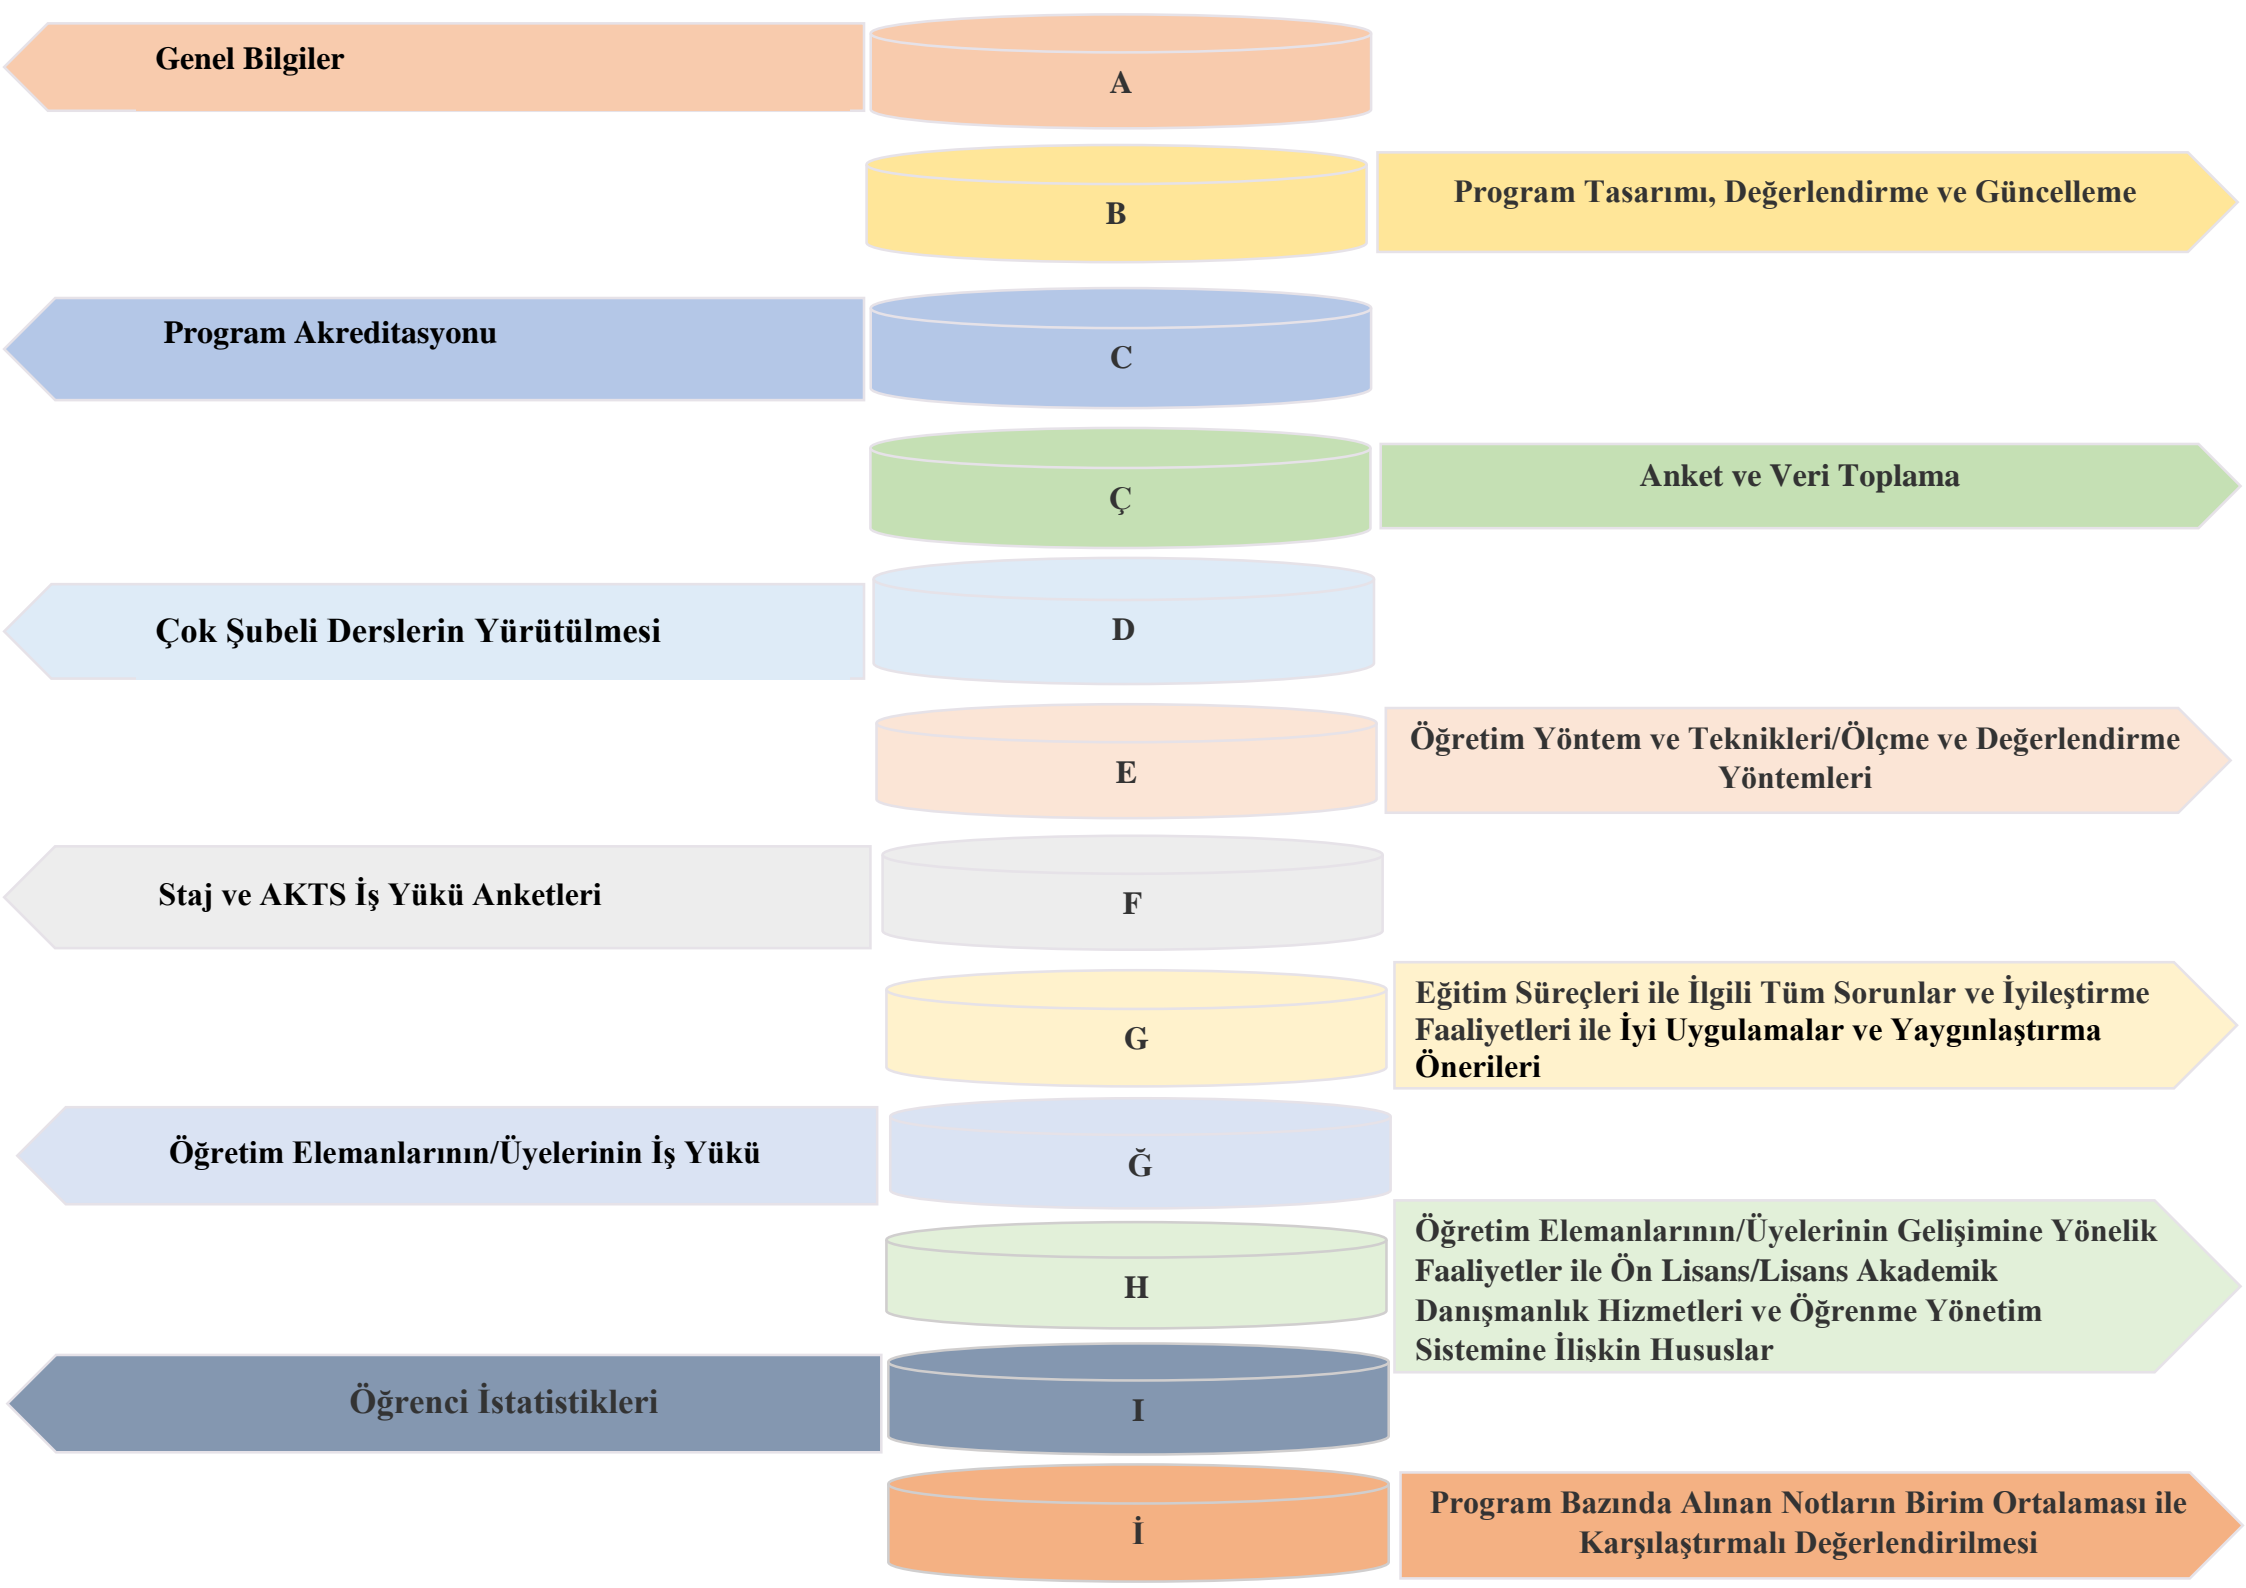 Genel Bilgiler
A
B
Program Tasarımı, Değerlendirme ve Güncelleme
Program Akreditasyonu
C
Ç
Anket ve Veri Toplama
Çok Şubeli Derslerin Yürütülmesi
D
E
Öğretim Yöntem ve Teknikleri/Ölçme ve Değerlendirme
Yöntemleri
Staj ve AKTS İş Yükü Anketleri
F
G
Eğitim Süreçleri ile İlgili Tüm Sorunlar ve İyileştirme
Faaliyetleri ile İyi Uygulamalar ve Yaygınlaştırma
Önerileri
Öğretim Elemanlarının/Üyelerinin İş Yükü
Ğ
H
Öğretim Elemanlarının/Üyelerinin Gelişimine Yönelik
Faaliyetler ile Ön Lisans/Lisans Akademik
Danışmanlık Hizmetleri ve Öğrenme Yönetim
Sistemine İlişkin Hususlar
Öğrenci İstatistikleri
I
İ
Program Bazında Alınan Notların Birim Ortalaması ile
Karşılaştırmalı Değerlendirilmesi